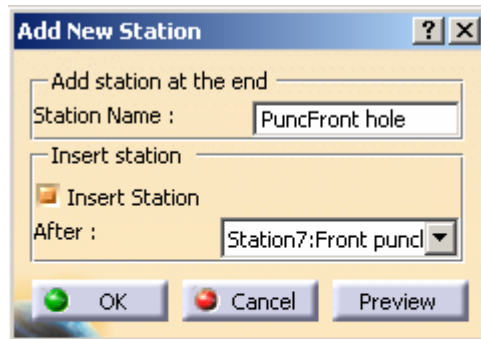 Add New Station ? ×
Add station at the end
Station Name : PuncFront hole
Insert station
Insert Station
After : Station7:Front punc
OK Cancel Preview